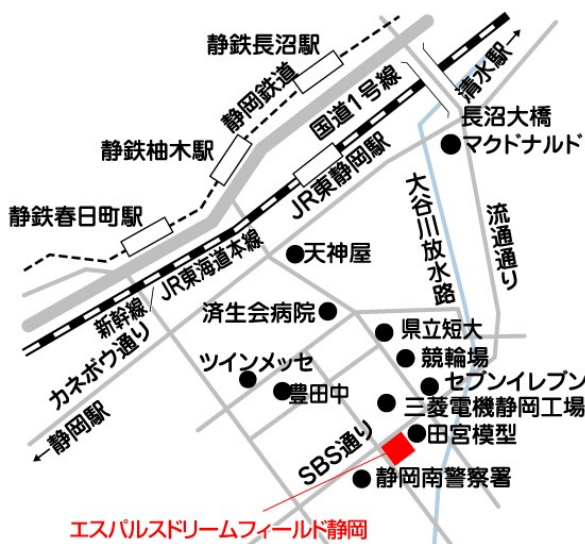 静鉄長沼駅
静岡鉄道
国道1号線
清水駅
長沼大橋
マクドナルド
静鉄柚木駅
JR東静岡駅
静鉄春日町駅
大谷川放水路
流通通り
JR東海道本線
新幹線
天神屋
済生会病院
カネボウ通り
県立短大
ツインメッセ
競輪場
豊田中
セブンイレブン
三菱電機静岡工場
←静岡駅
SBS通り
田宮模型
静岡南警察署
エスパルスドリームフィールド静岡